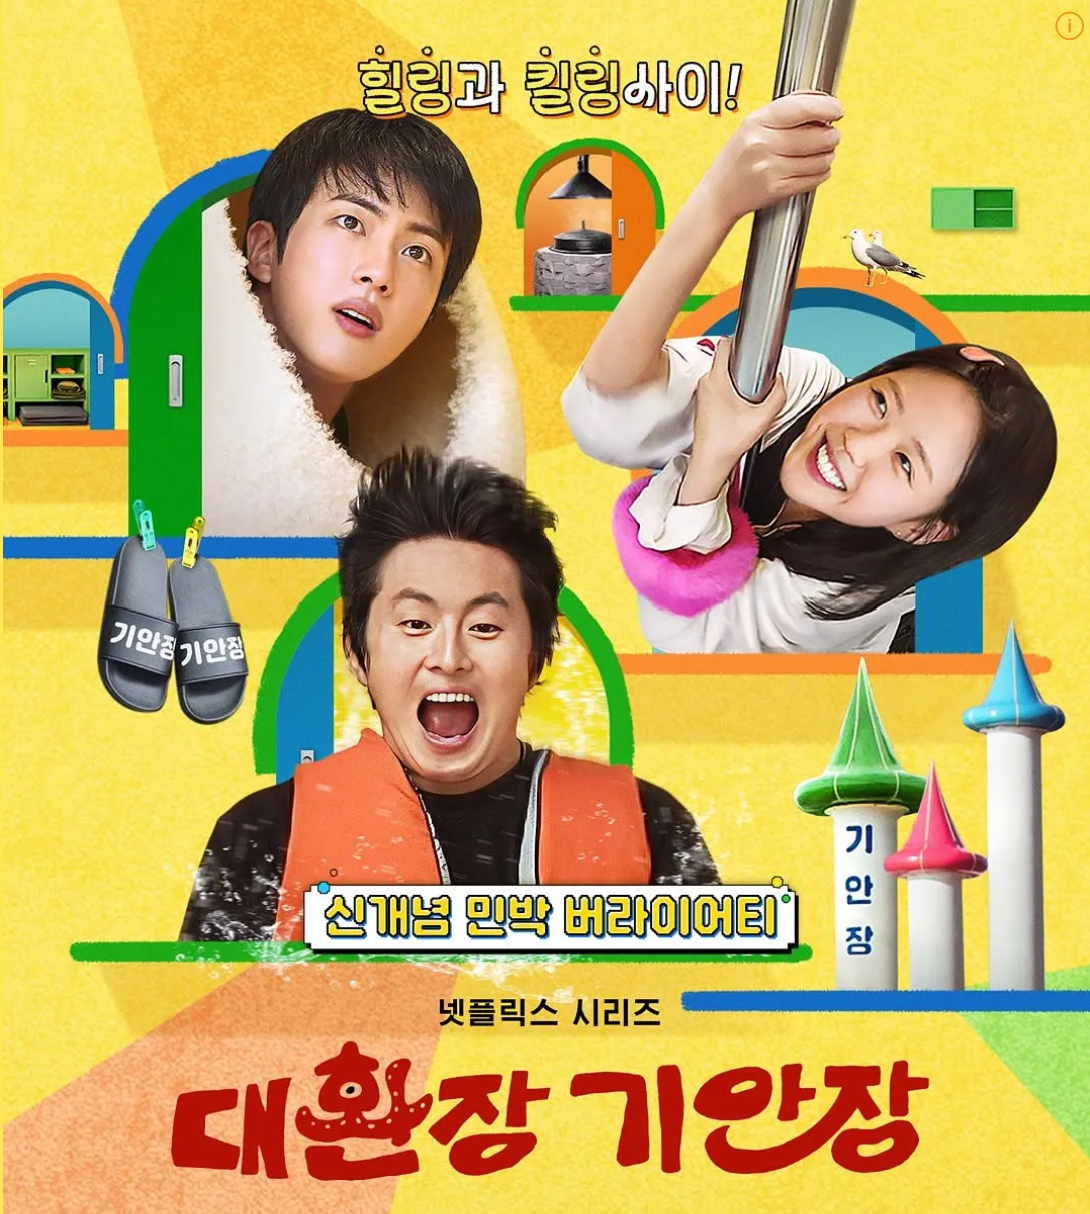 힐링과 킬링사이!
기안장
기안장
기
안
장
신개념 민박 버라이어티
넷플릭스 시리즈
대환장 기안장